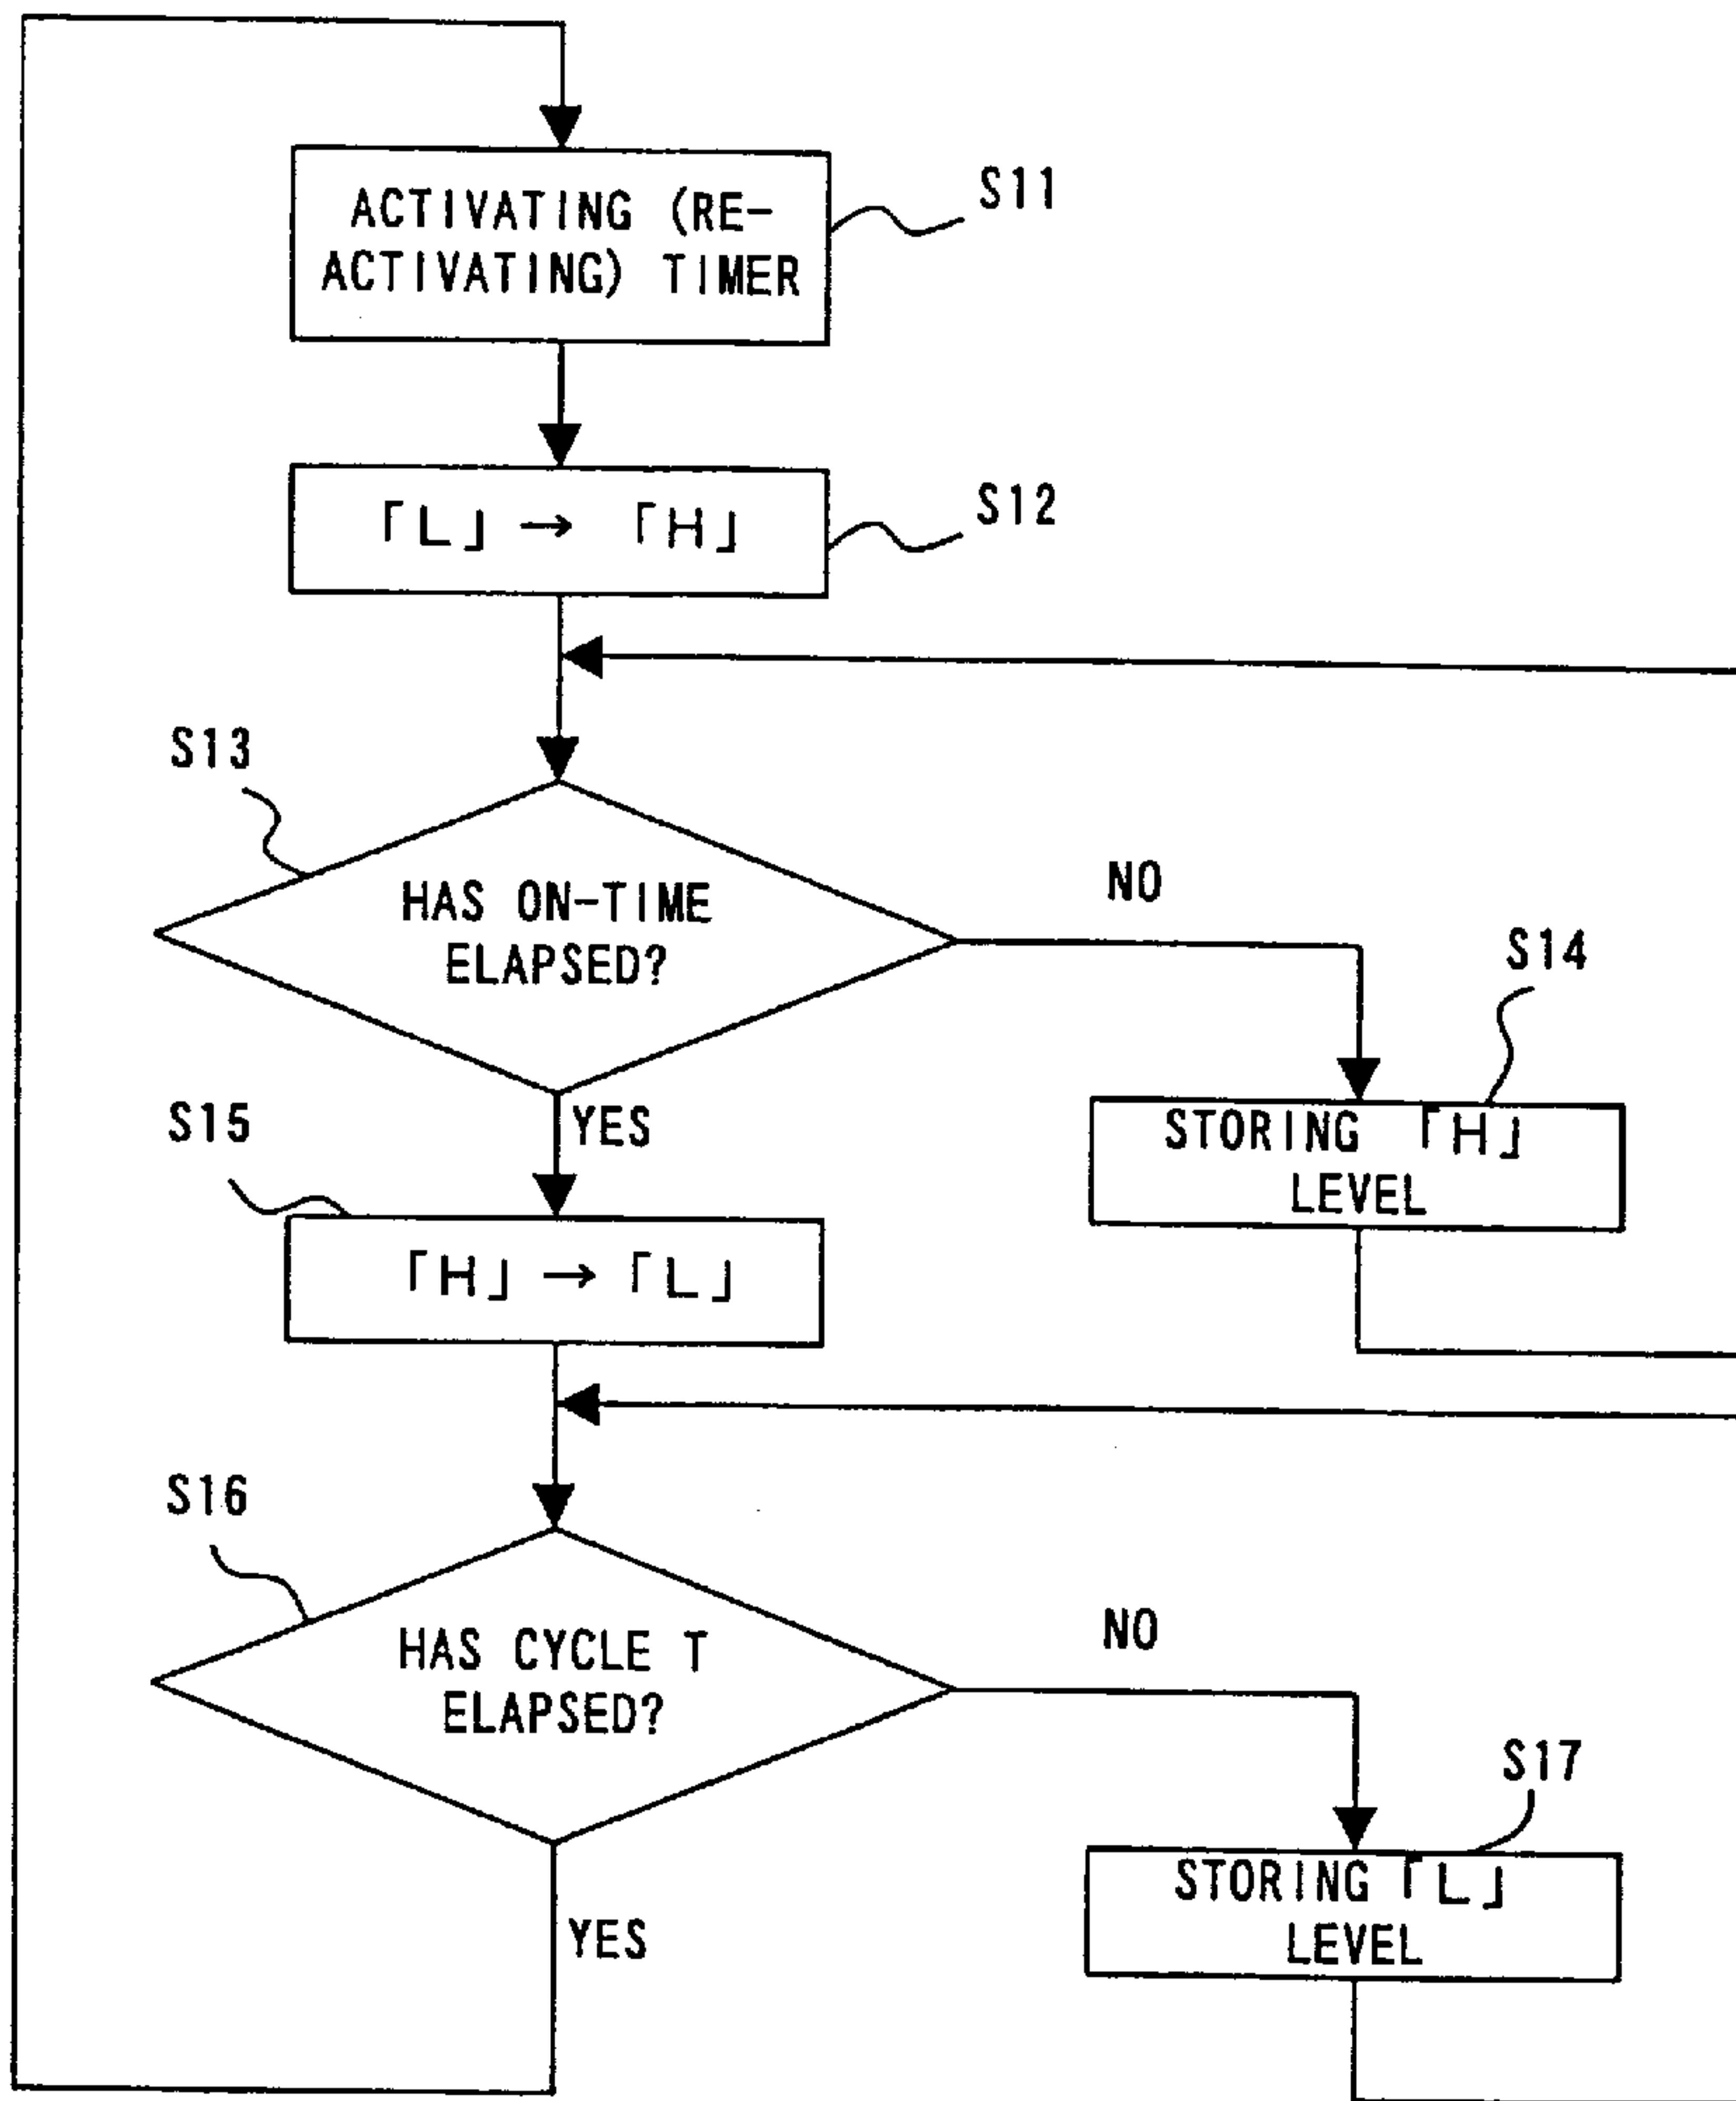 ACTIVATING (RE-
ACTIVATING) TIMER
S11
「L」 → 「H」
S12
S13
HAS ON-TIME
ELAPSED?
NO
S14
STORING 「H」
LEVEL
YES
S15
「H」 → 「L」
S16
HAS CYCLE T
ELAPSED?
NO
S17
STORING 「L」
LEVEL
YES